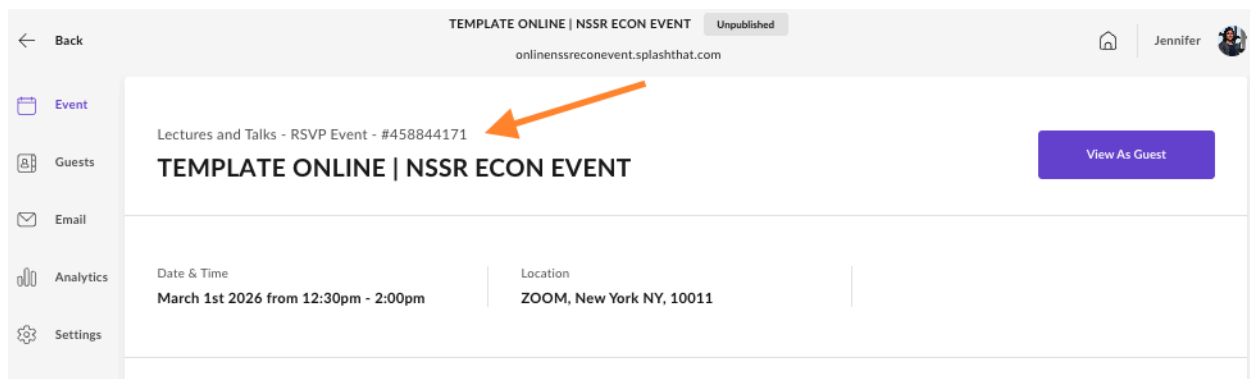 TEMPLATE ONLINE | NSSR ECON EVENT Unpublished
Back
onlinenssreconevent.splashthat.com
Jennifer
Event
Lectures and Talks - RSVP Event - #458844171
TEMPLATE ONLINE | NSSR ECON EVENT
View As Guest
Guests
Email
Analytics
Date & Time
Location
March 1st 2026 from 12:30pm - 2:00pm
ZOOM, New York NY, 10011
Settings